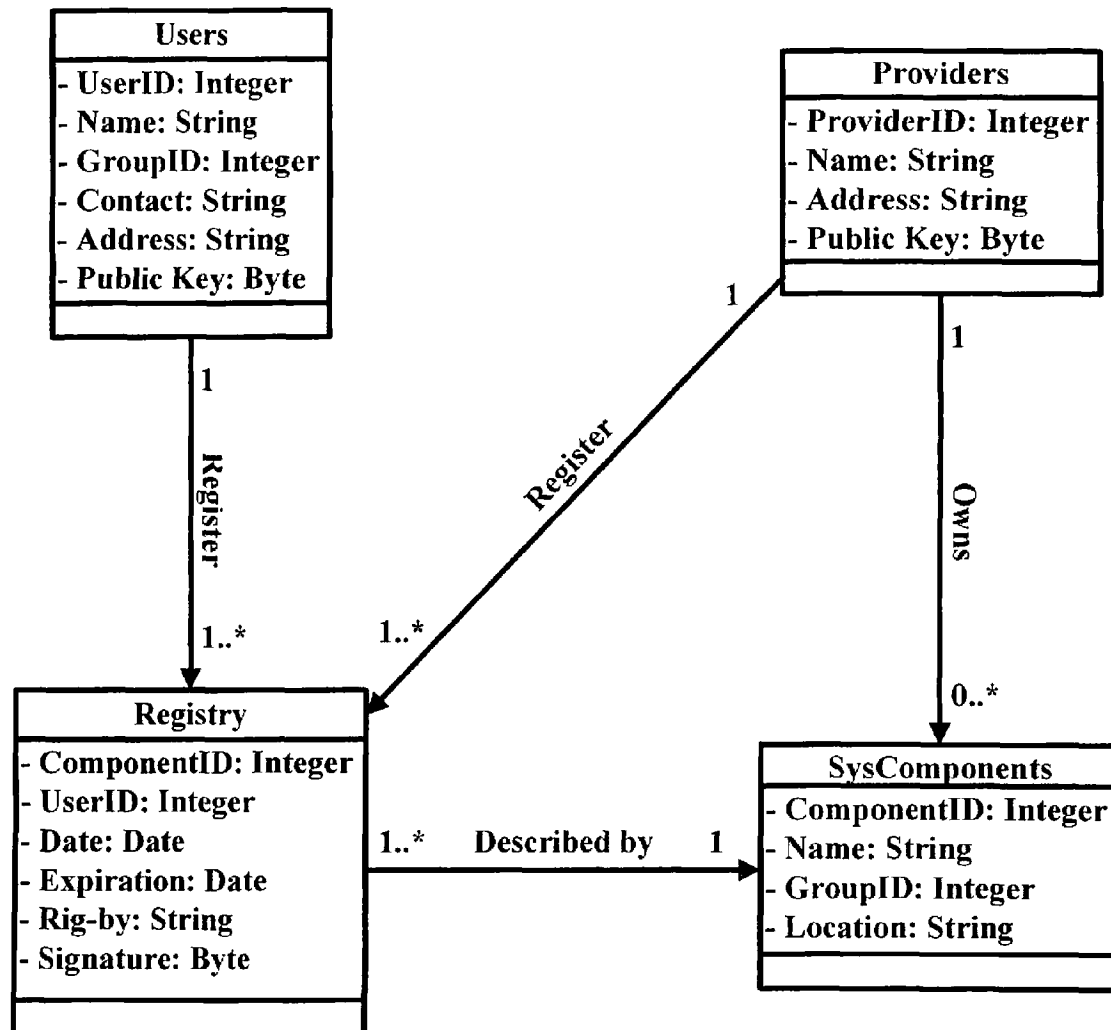 Users
- UserID: Integer
- Name: String
- GroupID: Integer
- Contact: String
- Address: String
- Public Key: Byte
Providers
- ProviderID: Integer
- Name: String
- Address: String
- Public Key: Byte
1
Register
1..*
1
Register
1..*
1
Owns
0..*
Registry
- ComponentID: Integer
- UserID: Integer
- Date: Date
- Expiration: Date
- Rig-by: String
- Signature: Byte
1..* Described by 1
SysComponents
- ComponentID: Integer
- Name: String
- GroupID: Integer
- Location: String